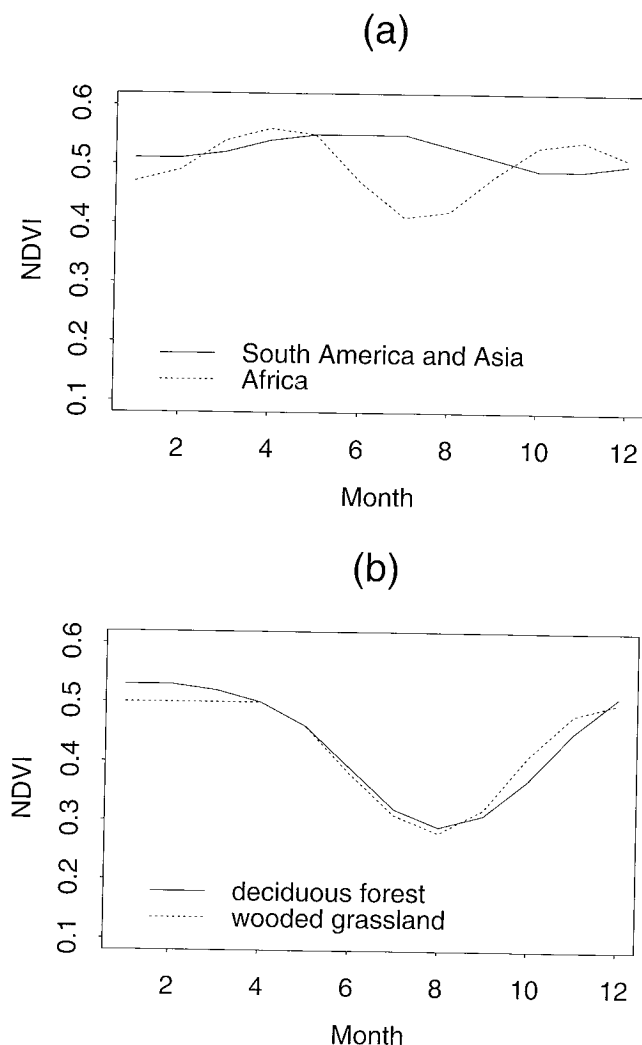 (a)
NDVI
0.6
0.5
0.4
0.3
0.2
0.1
South America and Asia
Africa
2 4 6 8 10 12
Month
(b)
NDVI
0.6
0.5
0.4
0.3
0.2
0.1
deciduous forest
wooded grassland
2 4 6 8 10 12
Month